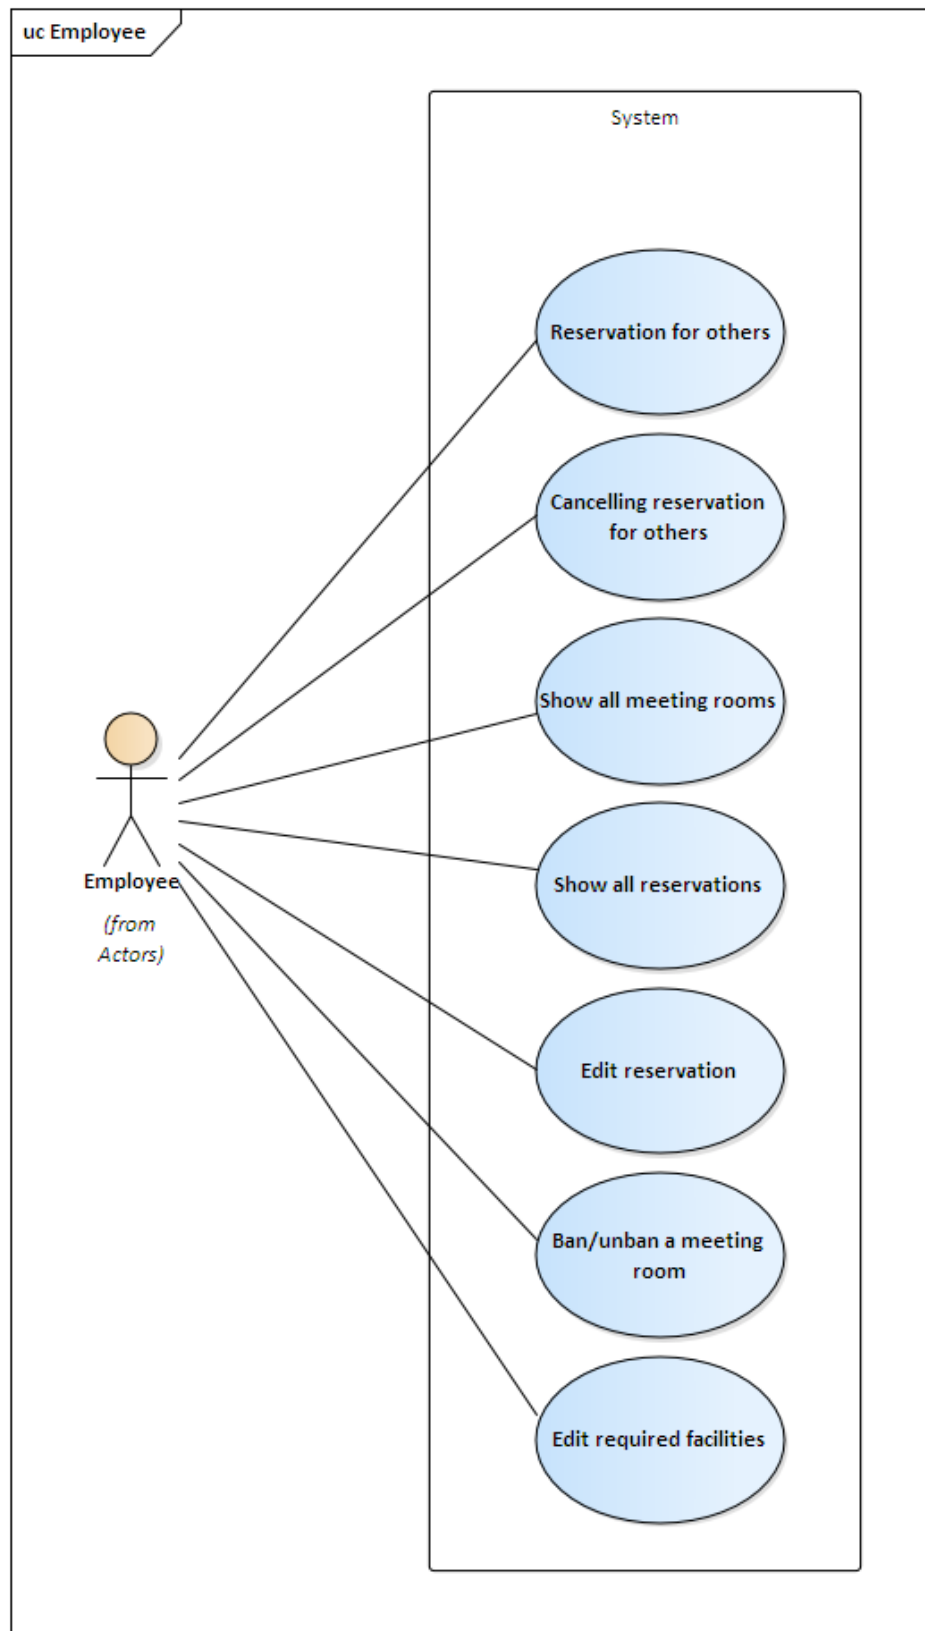 uc Employee
System
Reservation for others
Cancelling reservation
for others
Show all meeting rooms
Employee
(from
Actors)
Show all reservations
Edit reservation
Ban/unban a meeting
room
Edit required facilities